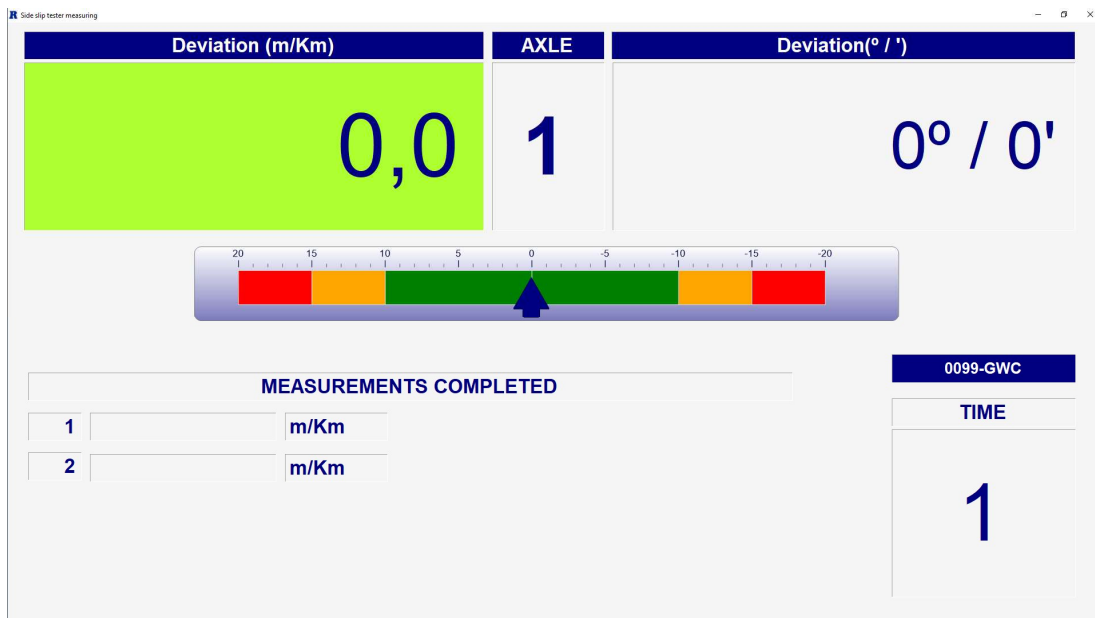 R Side slip tester measuring
Deviation (m/Km)
AXLE
Deviation(º / ')
0,0
1
0º / 0'
20 15 10 5 0 -5 -10 -15 -20
0099-GWC
MEASUREMENTS COMPLETED
TIME
1 m/Km
2 m/Km
1